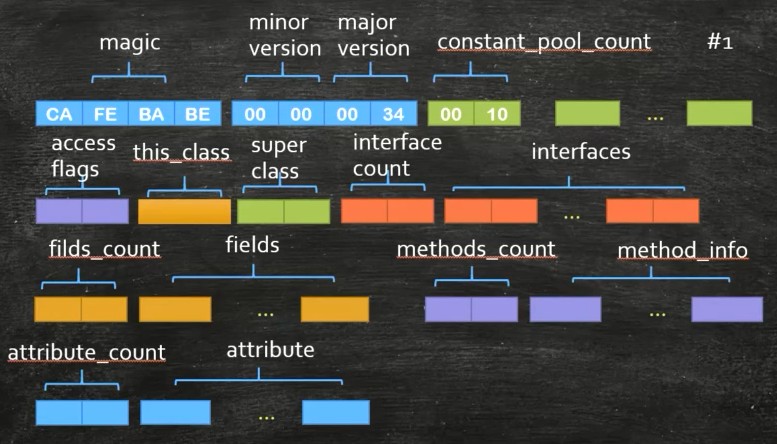 magic
minor
version
major
version
constant_pool_count
#1
CA FE BA BE 00 00 00 34 00 10 ...
access
flags
this_class
super
class
interface
count
interfaces
...
filds_count
fields
methods_count
method_info
... ...
attribute_count
attribute
...